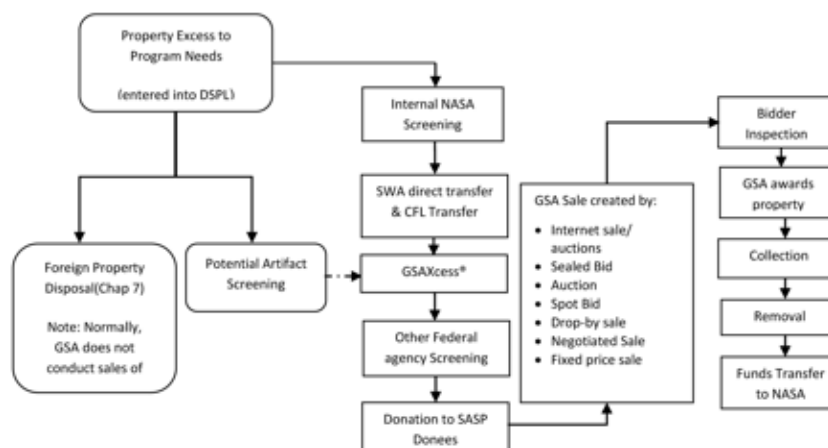 Property Excess to
Program Needs
(entered into DSPL)
Foreign Property
Disposal(Chap 7)
Note: Normally,
GSA does not
conduct sales of
Potential Artifact
Screening
Internal NASA
Screening
SWA direct transfer
& CFL Transfer
GSAXcess®
Other Federal
agency Screening
Donation to SASP
Donees
GSA Sale created by:
• Internet sale/
auctions
• Sealed Bid
• Auction
• Spot Bid
• Drop-by sale
• Negotiated Sale
• Fixed price sale
Bidder
Inspection
GSA awards
property
Collection
Removal
Funds Transfer
to NASA